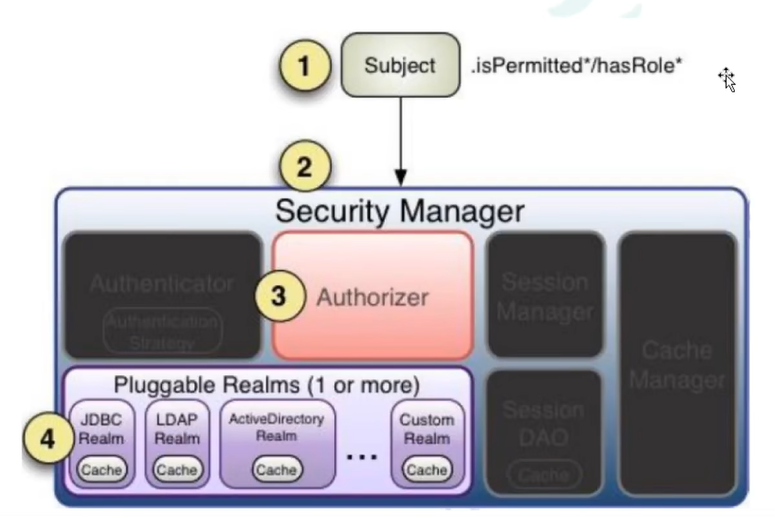 1
Subject
.isPermitted*/hasRole*
2
Security Manager
Authenticator
Authentication
Strategy
3
Authorizer
Session
Manager
Cache
Manager
Pluggable Realms (1 or more)
4
JDBC
Realm
Cache
LDAP
Realm
Cache
ActiveDirectory
Realm
Cache
...
Custom
Realm
Cache
Session
DAO
Cache